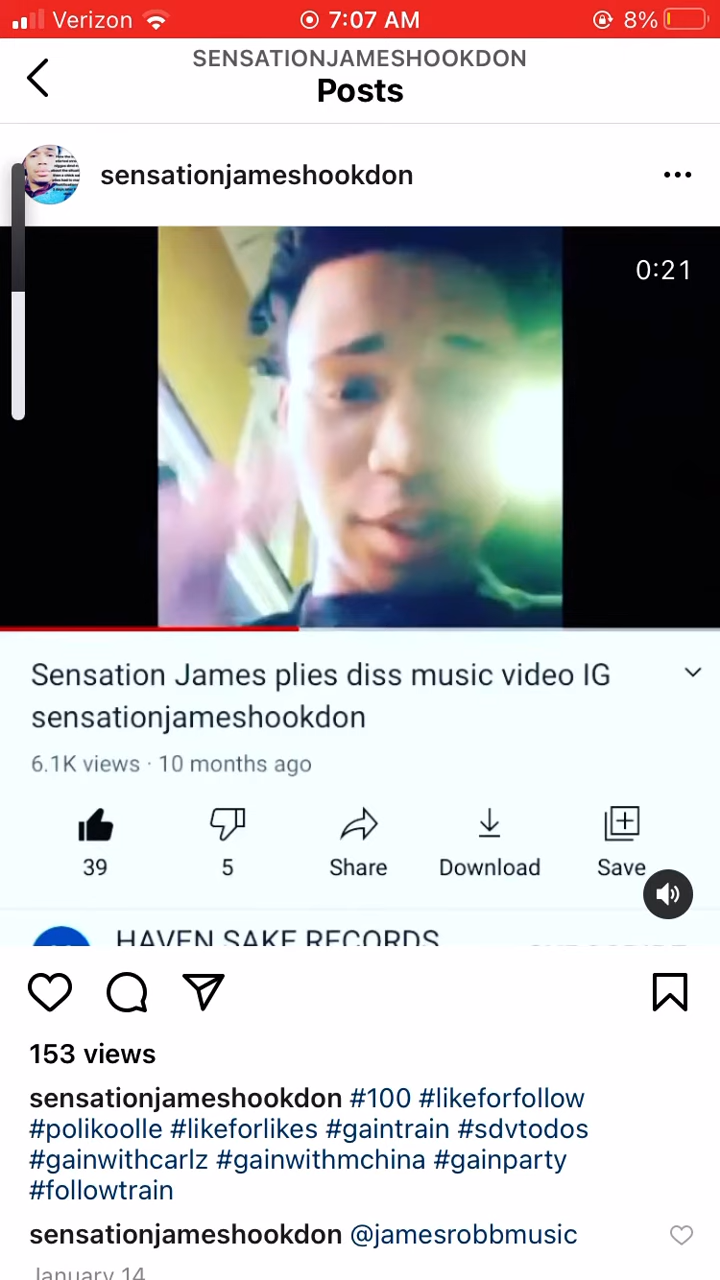 Verizon 7:07 AM 8%
SENSATIONJAMESHOOKDON
Posts
sensationjameshookdon
0:21
Sensation James plies diss music video IG
sensationjameshookdon
6.1K views · 10 months ago
39 5 Share Download Save
HAVEN SAKE RECORDS
153 views
sensationjameshookdon #100 #likeforfollow
#polikoolle #likeforlikes #gaintrain #sdvtodos
#gainwithcarlz #gainwithmchina #gainparty
#followtrain
sensationjameshookdon @jamesrobbmusic
January 14